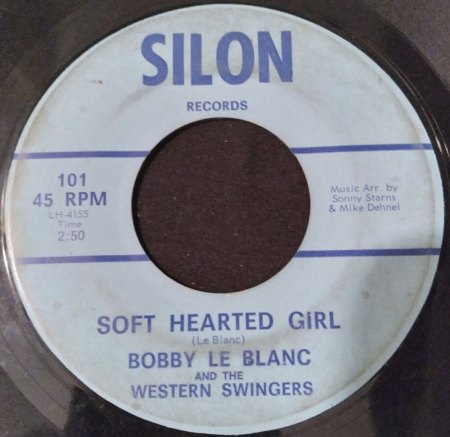 SILON
RECORDS
101
45 RPM
LH-4155
Time
2:50
Music Arr. by
Sonny Starns
& Mike Dehnel
SOFT HEARTED GiRL
(Le Blanc)
BOBBY LE BLANC
AND THE
WESTERN SWINGERS